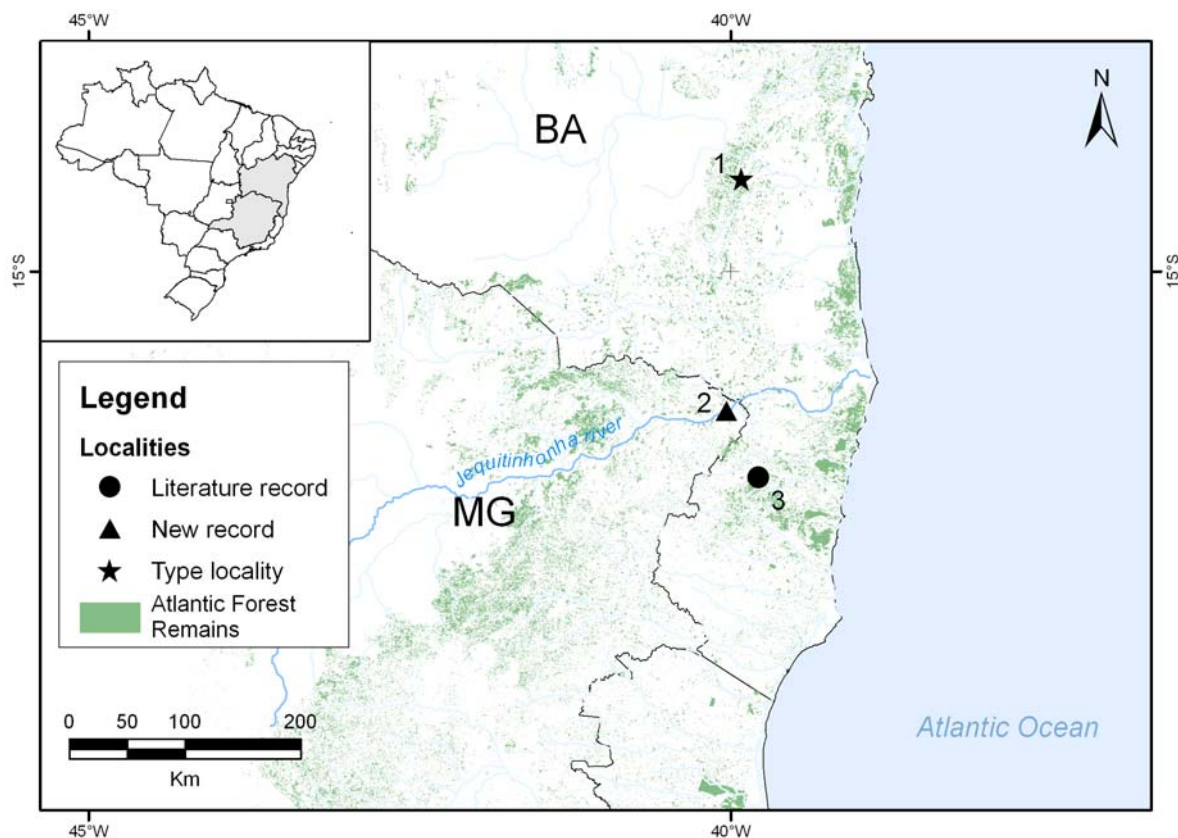 45°W
40°W
N
BA
1
15°S
15°S
2
Jequitinhonha river
3
MG
Legend
Localities
Literature record
New record
Type locality
Atlantic Forest
Remains
0 50 100 200
Km
Atlantic Ocean
45°W
40°W